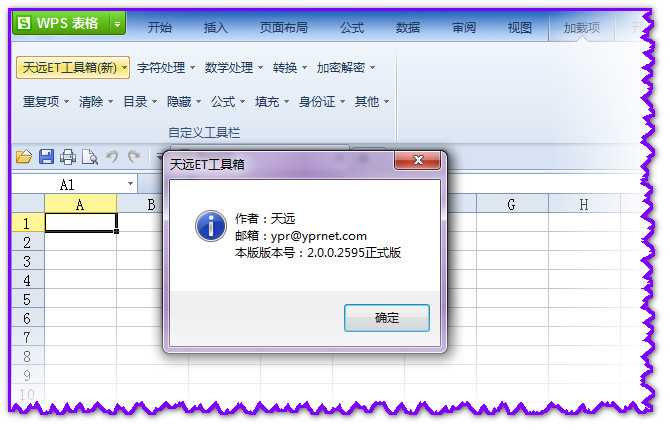 WPS 表格
开始 插入 页面布局 公式 数据 审阅 视图 加载项
天远ET工具箱(新) 字符处理 数学处理 转换 加密解密
重复项 清除 目录 隐藏 公式 填充 身份证 其他
自定义工具栏
天远ET工具箱
A1
A B G H
1
2
3
4
5
6
7
8
9
10
作者：天远
邮箱：ypr@yprnet.com
本版版本号：2.0.0.2595正式版
确定